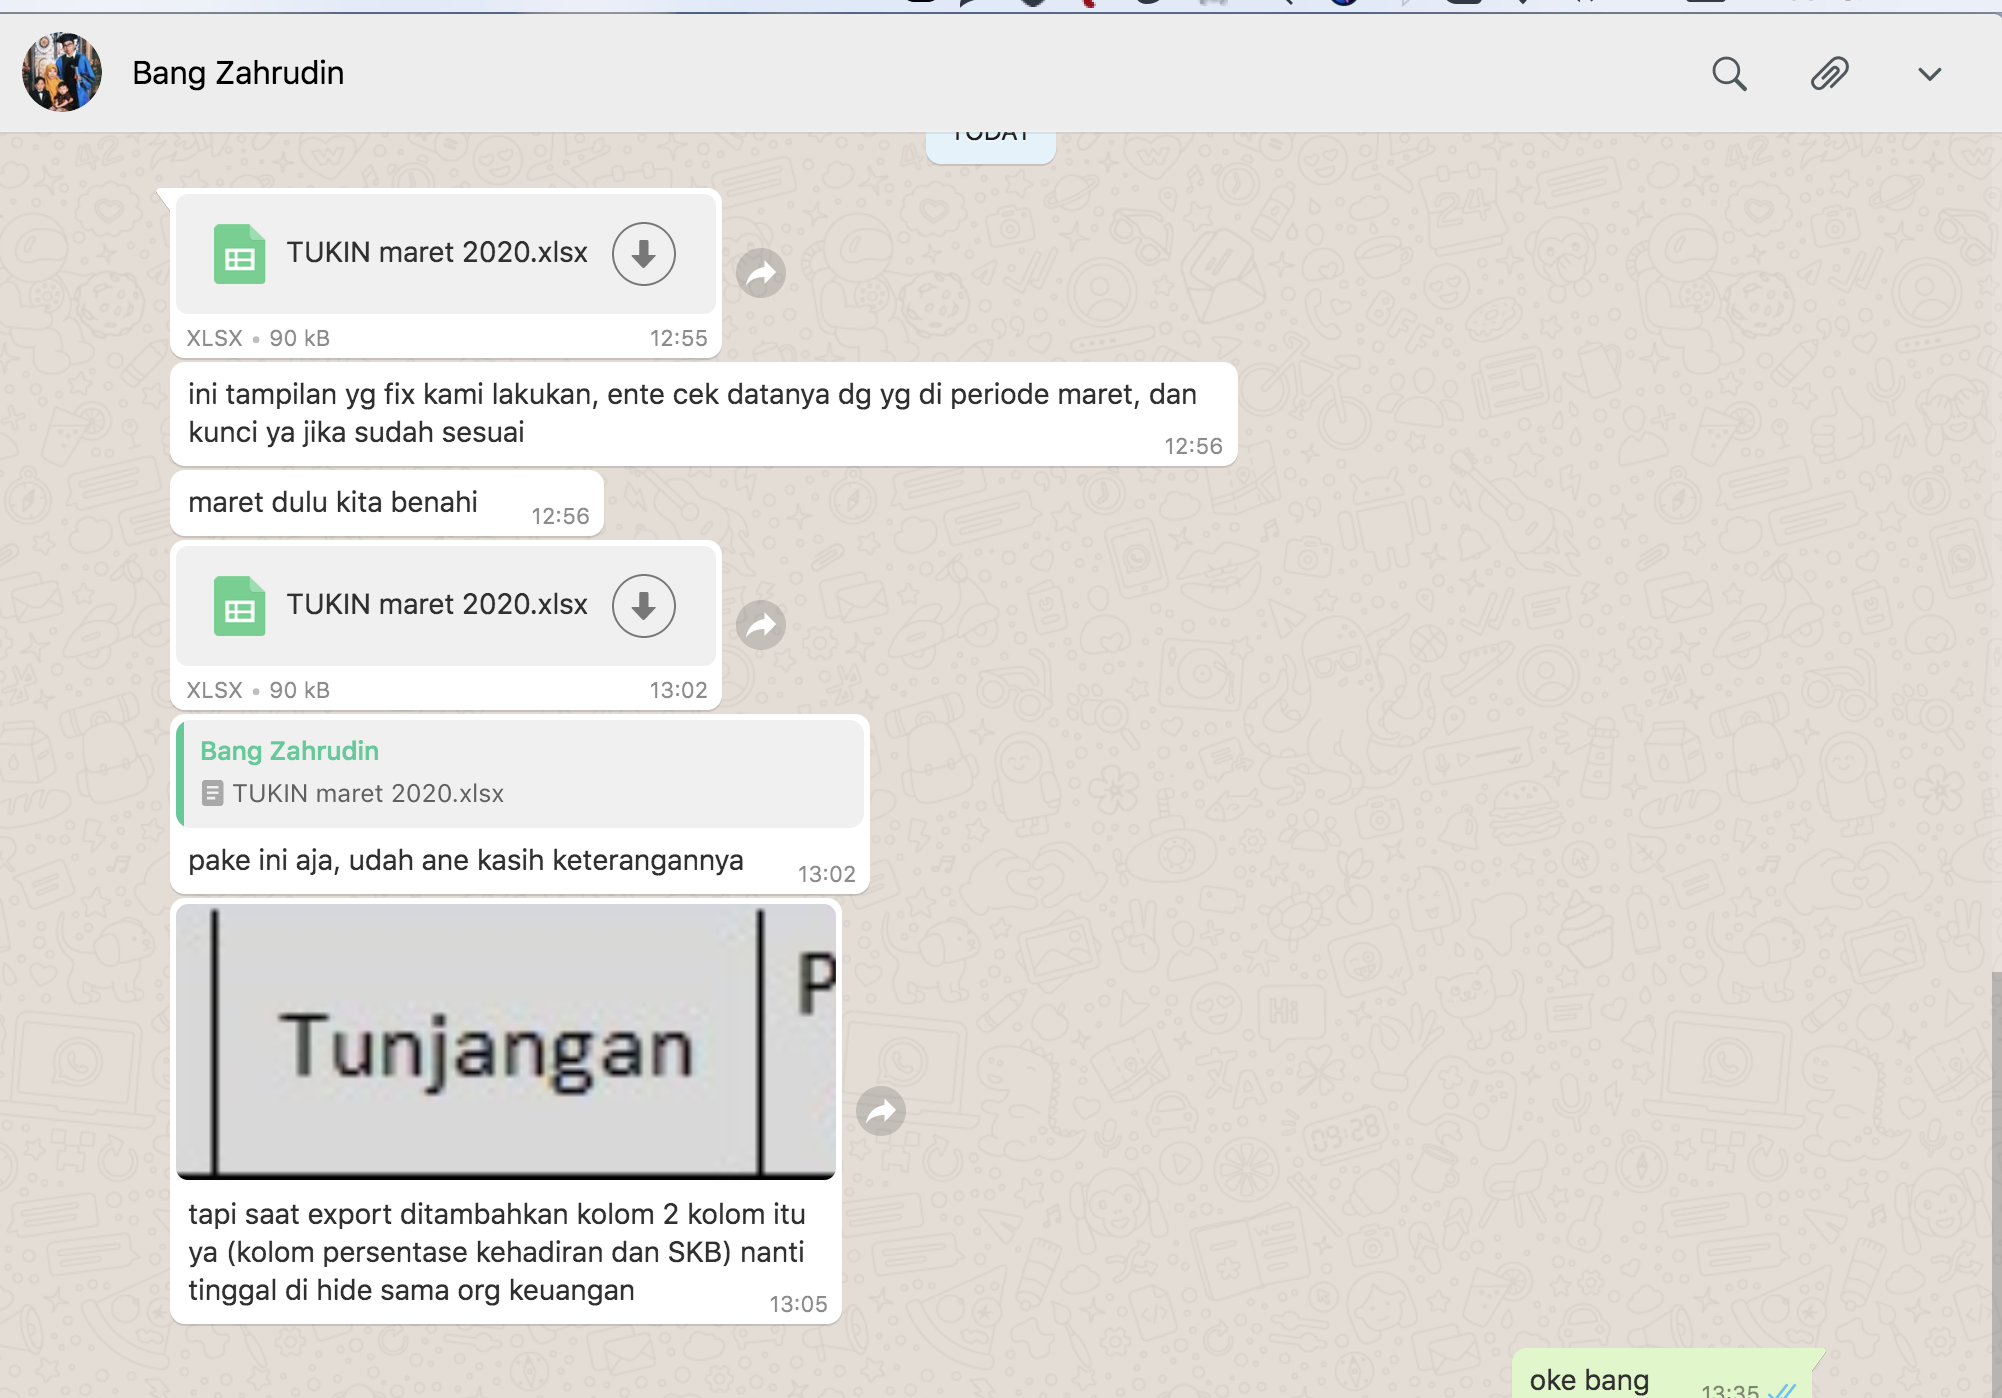 Bang Zahrudin
TODAY
TUKIN maret 2020.xlsx
XLSX • 90 kB 12:55
ini tampilan yg fix kami lakukan, ente cek datanya dg yg di periode maret, dan
kunci ya jika sudah sesuai
12:56
maret dulu kita benahi 12:56
TUKIN maret 2020.xlsx
XLSX • 90 kB 13:02
Bang Zahrudin
TUKIN maret 2020.xlsx
pake ini aja, udah ane kasih keterangannya 13:02
P
Tunjangan
tapi saat export ditambahkan kolom 2 kolom itu
ya (kolom persentase kehadiran dan SKB) nanti
tinggal di hide sama org keuangan
13:05
oke bang 13:35